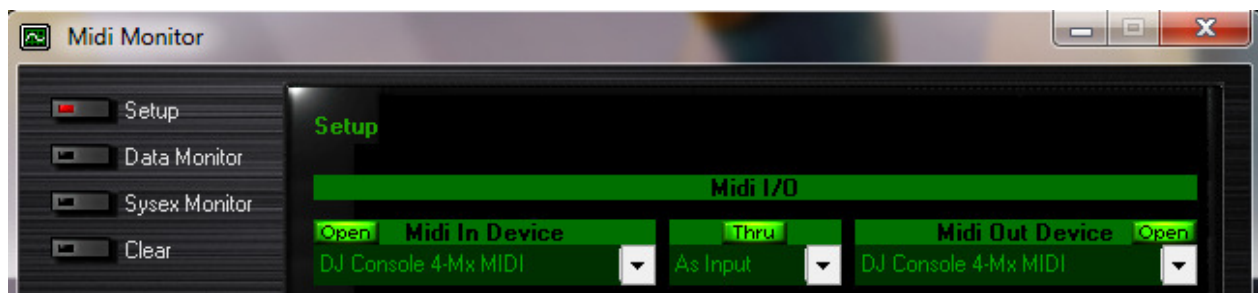 Midi Monitor
Setup
Data Monitor
Sysex Monitor
Clear
Setup
Midi I/O
Open Midi In Device Thru Midi Out Device Open
DJ Console 4-Mx MIDI As Input DJ Console 4-Mx MIDI